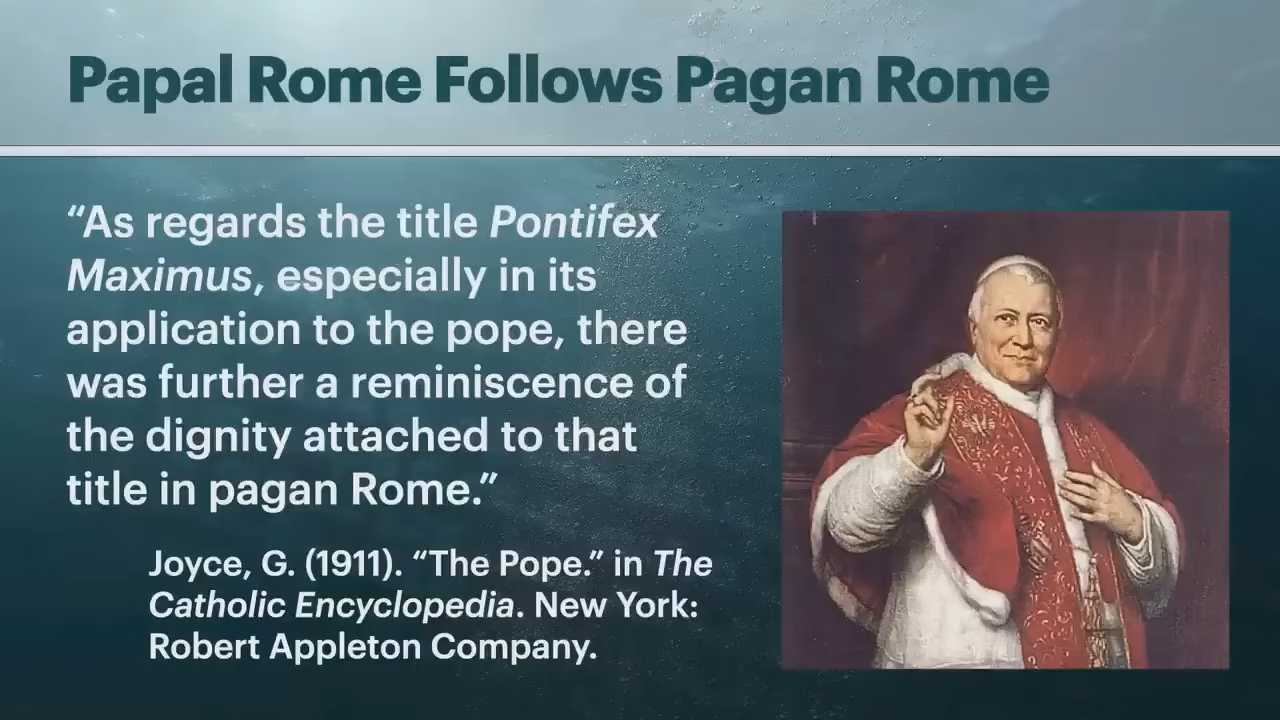 Papal Rome Follows Pagan Rome
“As regards the title Pontifex
Maximus, especially in its
application to the pope, there
was further a reminiscence of
the dignity attached to that
title in pagan Rome.”
Joyce, G. (1911). “The Pope.” in The
Catholic Encyclopedia. New York:
Robert Appleton Company.